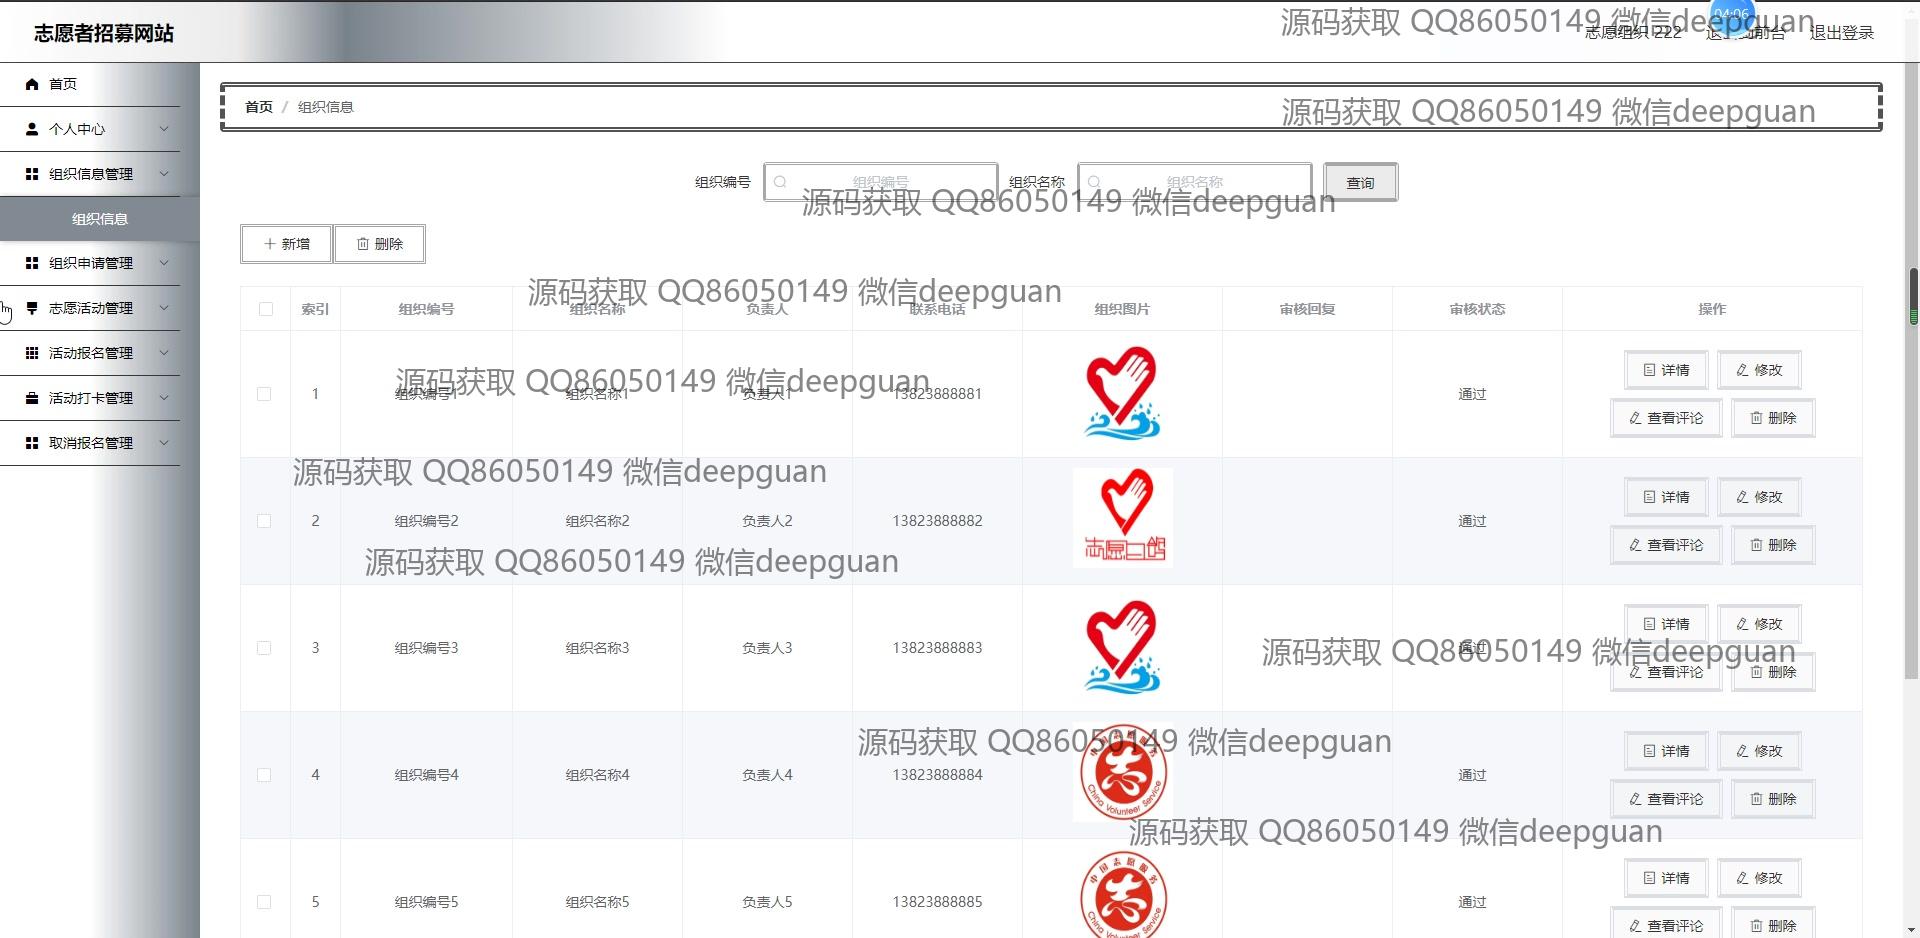 志愿者招募网站
源码获取 QQ86050149 微信deepguan
04:06
志愿组织 222 退出到前台 退出登录
首页
个人中心
组织信息管理
组织信息
组织申请管理
志愿活动管理
活动报名管理
活动打卡管理
取消报名管理
首页 / 组织信息
源码获取 QQ86050149 微信deepguan
组织编号 组织编号 组织名称 组织名称 查询
源码获取 QQ86050149 微信deepguan
新增 删除
源码获取 QQ86050149 微信deepguan
索引 组织编号 组织名称 负责人 联系电话 组织图片 审核回复 审核状态 操作
源码获取 QQ86050149 微信deepguan
1 组织编号1 组织名称1 负责人1 13823888881 通过 详情 修改
查看评论 删除
源码获取 QQ86050149 微信deepguan
2 组织编号2 组织名称2 负责人2 13823888882 志愿口鸽 通过 详情 修改
查看评论 删除
源码获取 QQ86050149 微信deepguan
3 组织编号3 组织名称3 负责人3 13823888883 通过 详情 修改
查看评论 删除
源码获取 QQ86050149 微信deepguan
源码获取 QQ86050149 微信deepguan
4 组织编号4 组织名称4 负责人4 13823888884 中国志愿服务 China Volunteer Service 通过 详情 修改
查看评论 删除
源码获取 QQ86050149 微信deepguan
5 组织编号5 组织名称5 负责人5 13823888885 中国志愿服务 China Volunteer Service 通过 详情 修改
查看评论 删除